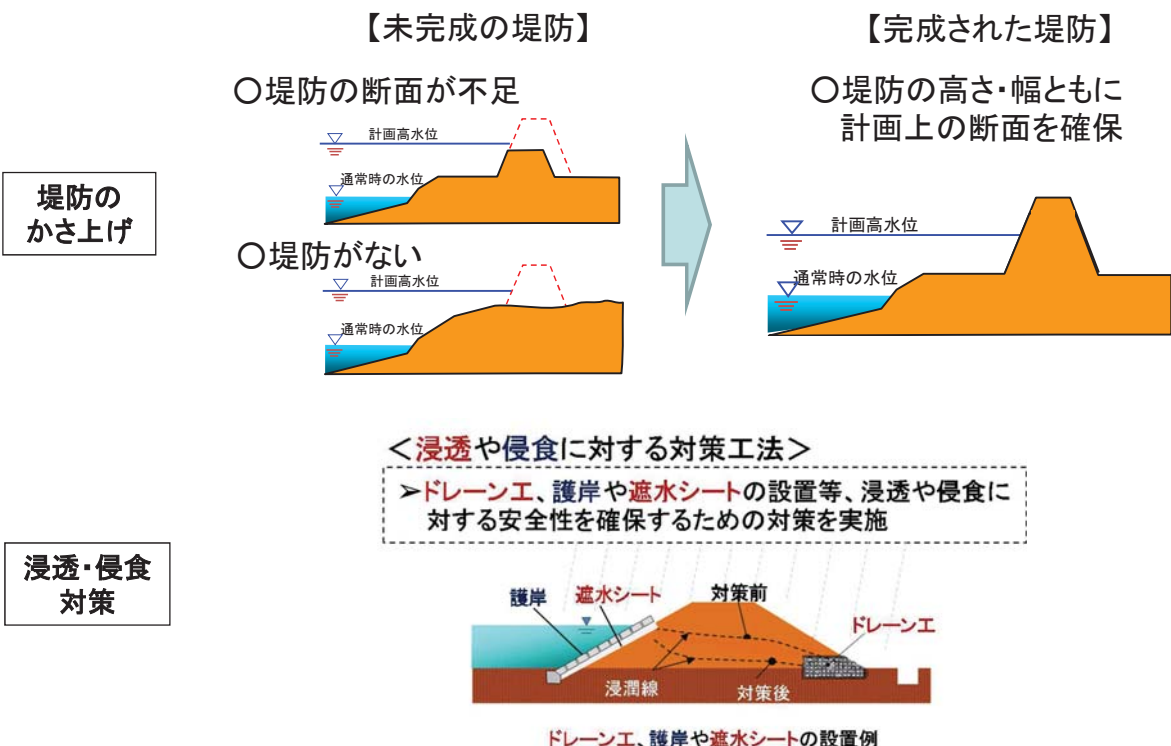 【未完成の堤防】
【完成された堤防】
〇堤防の断面が不足
計画高水位
通常時の水位
〇堤防がない
計画高水位
通常時の水位
〇堤防の高さ・幅ともに
計画上の断面を確保
計画高水位
通常時の水位
堤防の
かさ上げ
＜浸透や侵食に対する対策工法＞
➢ドレーン工、護岸や遮水シートの設置等、浸透や侵食に
対する安全性を確保するための対策を実施
浸透・侵食
対策
護岸
遮水シート
対策前
ドレーン工
浸潤線
対策後
ドレーン工、護岸や遮水シートの設置例